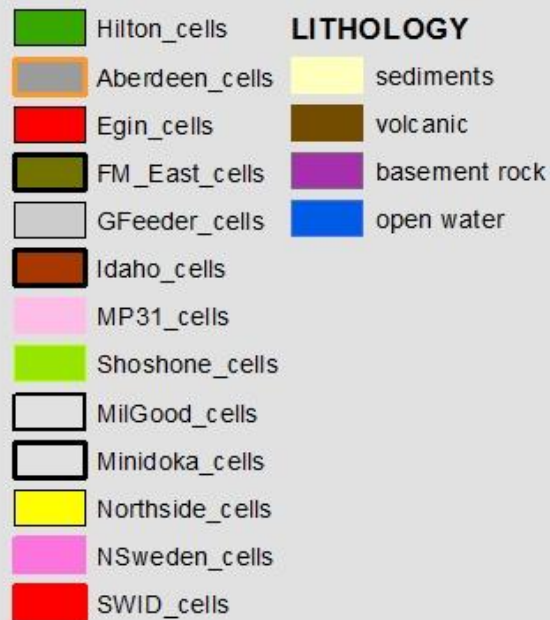 Hilton_cells
Aberdeen_cells
Egin_cells
FM_East_cells
GFeeder_cells
Idaho_cells
MP31_cells
Shoshone_cells
MilGood_cells
Minidoka_cells
Northside_cells
NSweden_cells
SWID_cells
LITHOLOGY
sediments
volcanic
basement rock
open water